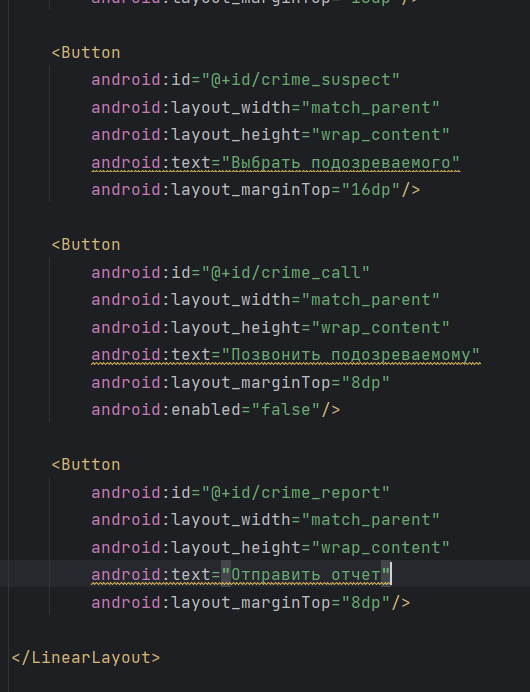 android:layout_marginTop="16dp"/>
<Button
android:id="@+id/crime_suspect"
android:layout_width="match_parent"
android:layout_height="wrap_content"
android:text="Выбрать подозреваемого"
android:layout_marginTop="16dp"/>
<Button
android:id="@+id/crime_call"
android:layout_width="match_parent"
android:layout_height="wrap_content"
android:text="Позвонить подозреваемому"
android:layout_marginTop="8dp"
android:enabled="false"/>
<Button
android:id="@+id/crime_report"
android:layout_width="match_parent"
android:layout_height="wrap_content"
android:text="Отправить отчет"
android:layout_marginTop="8dp"/>
</LinearLayout>